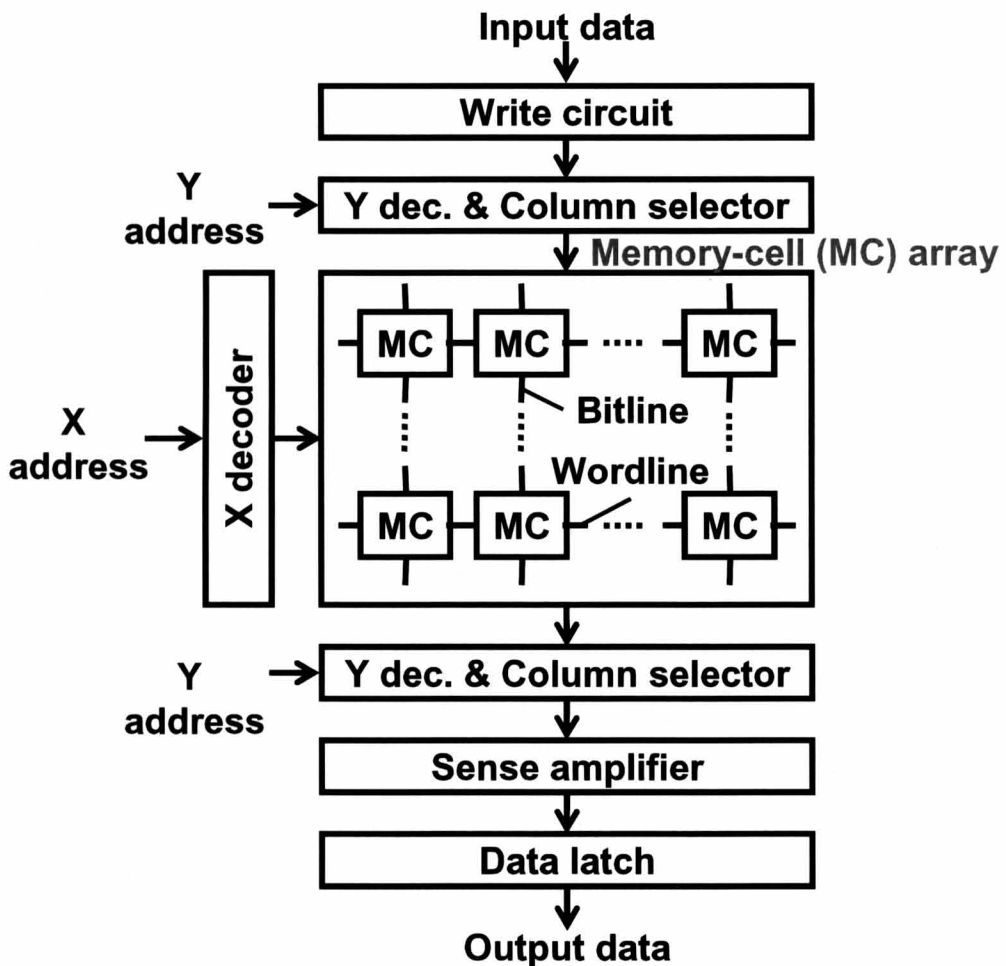 Input data
Write circuit
Y
address
Y dec. & Column selector
Memory-cell (MC) array
MC MC ···· MC
Bitline
X
address
X decoder
Wordline
MC MC ···· MC
Y
address
Y dec. & Column selector
Sense amplifier
Data latch
Output data